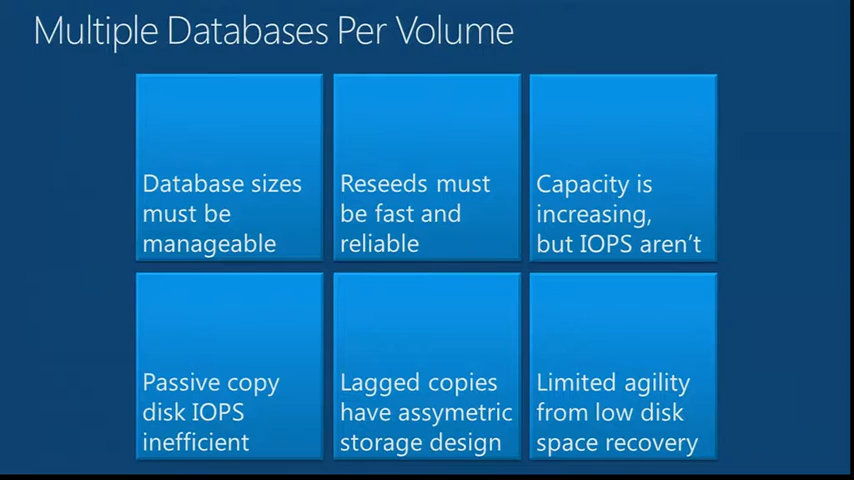 Multiple Databases Per Volume
Database sizes
must be
manageable
Reseeds must
be fast and
reliable
Capacity is
increasing,
but IOPS aren't
Passive copy
disk IOPS
inefficient
Lagged copies
have assymetric
storage design
Limited agility
from low disk
space recovery